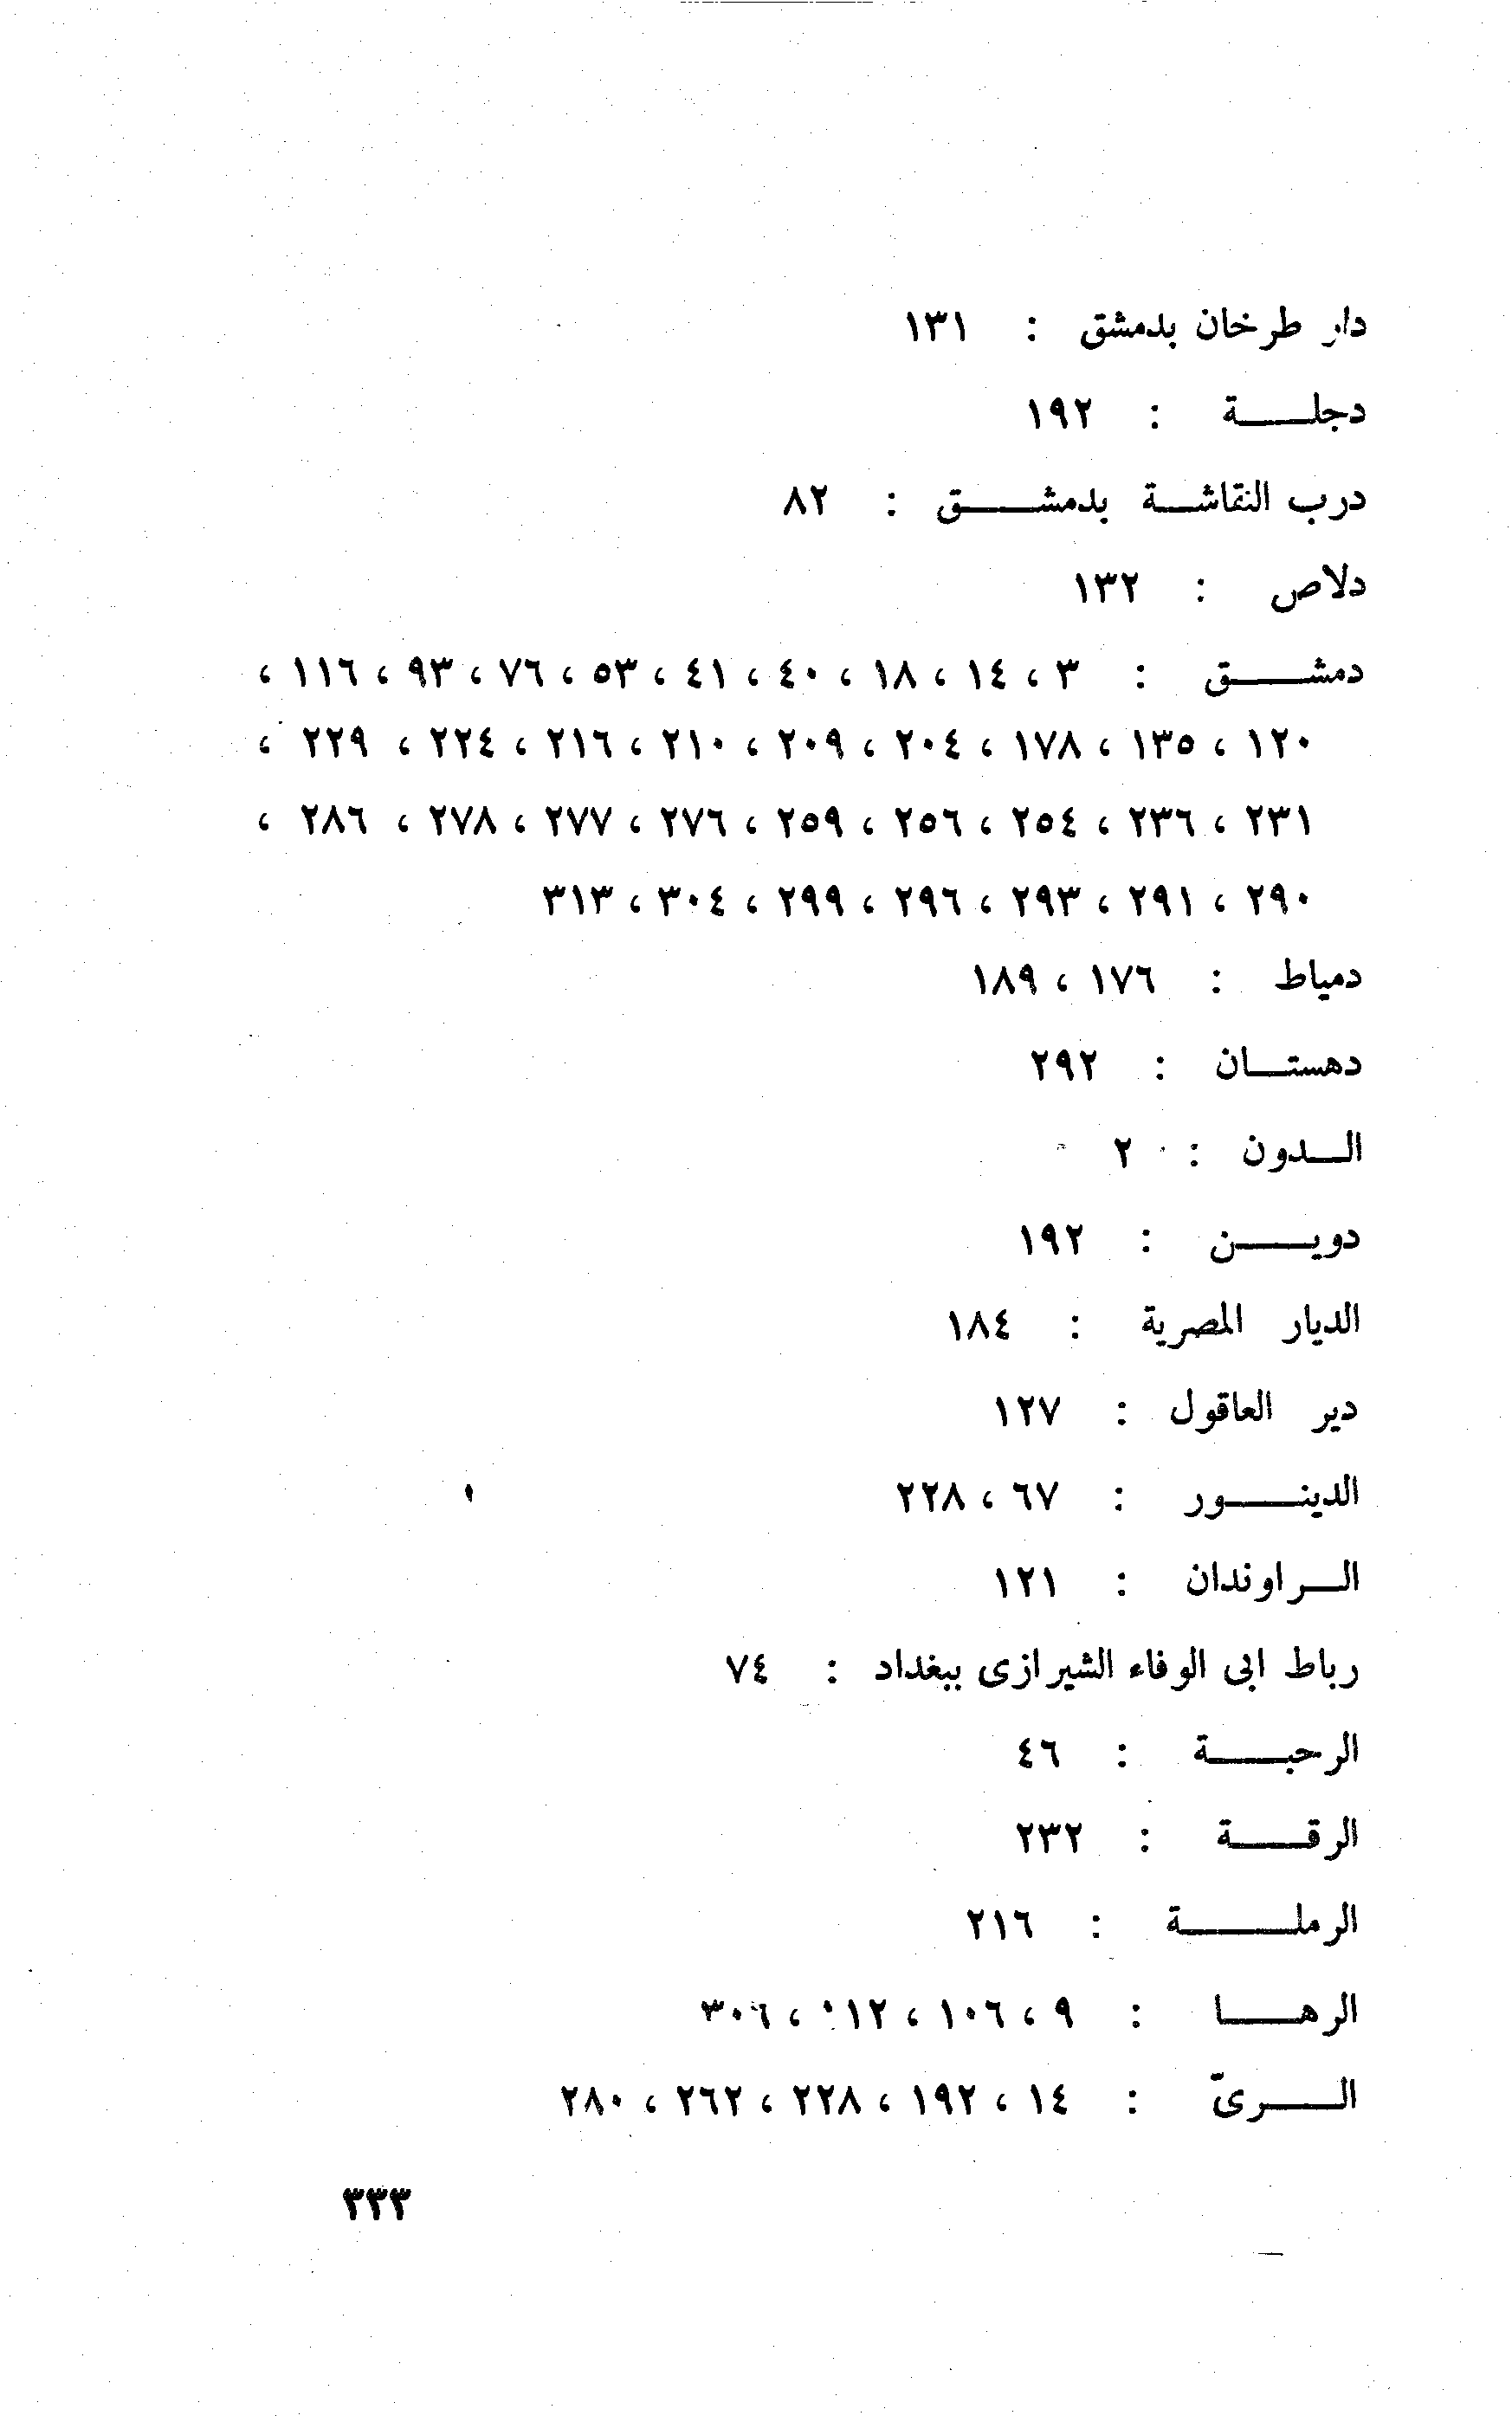 دار طرخان بدمشق : ١٣١
دجلـــة : ١٩٢
درب النقاشـة بدمشـــق : ٨٢
دلاص : ١٣٢
دمشـــق : ٣ ، ١٤ ، ١٨ ، ٤٠ ، ٤١ ، ٥٣ ، ٧٦ ، ٩٣ ، ١١٦ ،
١٢٠ ، ١٣٥ ، ١٧٨ ، ٢٠٤ ، ٢٠٩ ، ٢١٠ ، ٢١٦ ، ٢٢٤ ، ٢٢٩ ،
٢٣١ ، ٢٣٦ ، ٢٥٤ ، ٢٥٦ ، ٢٥٩ ، ٢٧٦ ، ٢٧٧ ، ٢٧٨ ، ٢٨٦ ،
٢٩٠ ، ٢٩١ ، ٢٩٣ ، ٢٩٦ ، ٢٩٩ ، ٣٠٤ ، ٣١٣
دمياط : ١٧٦ ، ١٨٩
دهستــان : ٢٩٢
الــدون : ٢
دويـــن : ١٩٢
الديار المصرية : ١٨٤
دير العاقول : ١٢٧
الدينـــور : ٦٧ ، ٢٢٨
الــراوندان : ١٢١
رباط ابى الوفاء الشيرازى ببغداد : ٧٤
الرحبـــة : ٤٦
الرقـــة : ٢٣٢
الرملـــة : ٢١٦
الرهـــا : ٩ ، ١٠٦ ، ، ٣٠٦
الـــرىّ : ١٤ ، ١٩٢ ، ٢٢٨ ، ٢٦٢ ، ٢٨٠
٣٣٣